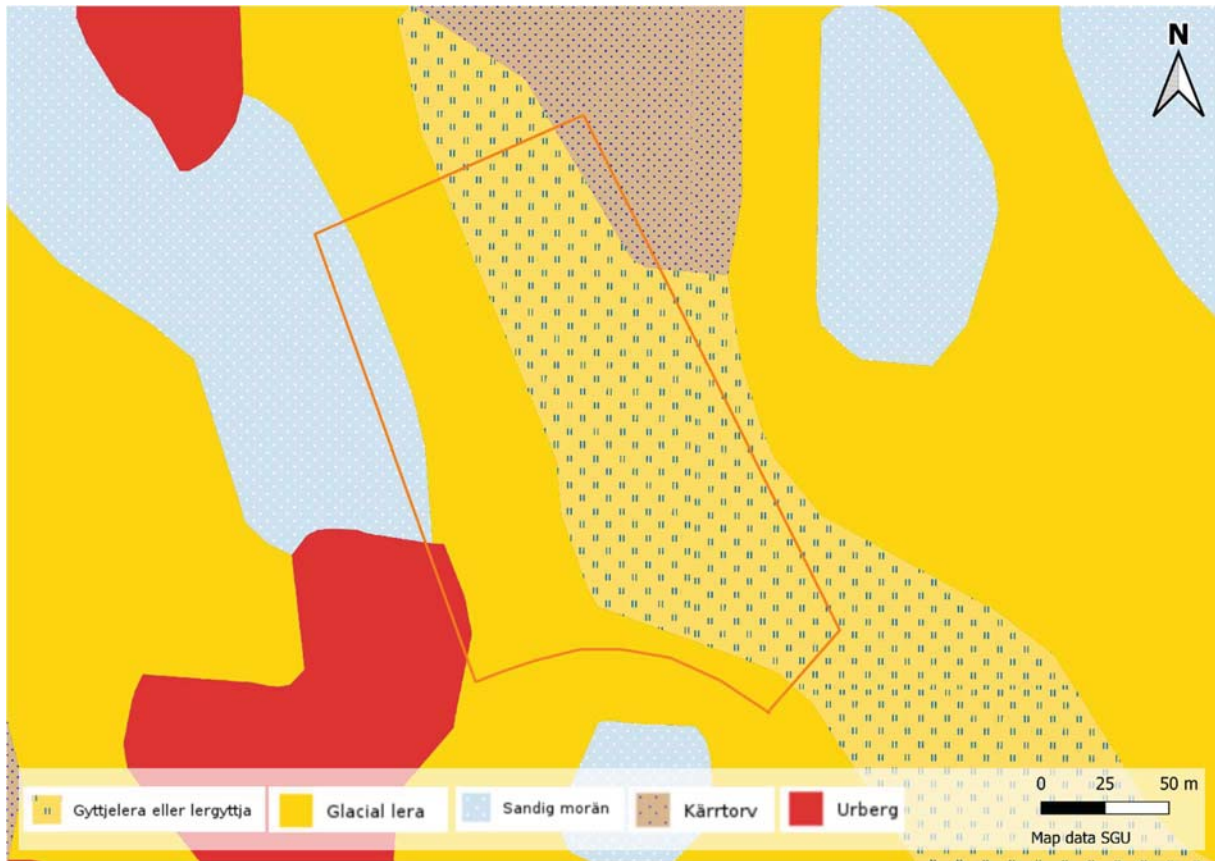 N
0 25 50 m
Gyttjelera eller lergyttja Glacial lera Sandig morän Kärrtorv Urberg
Map data SGU